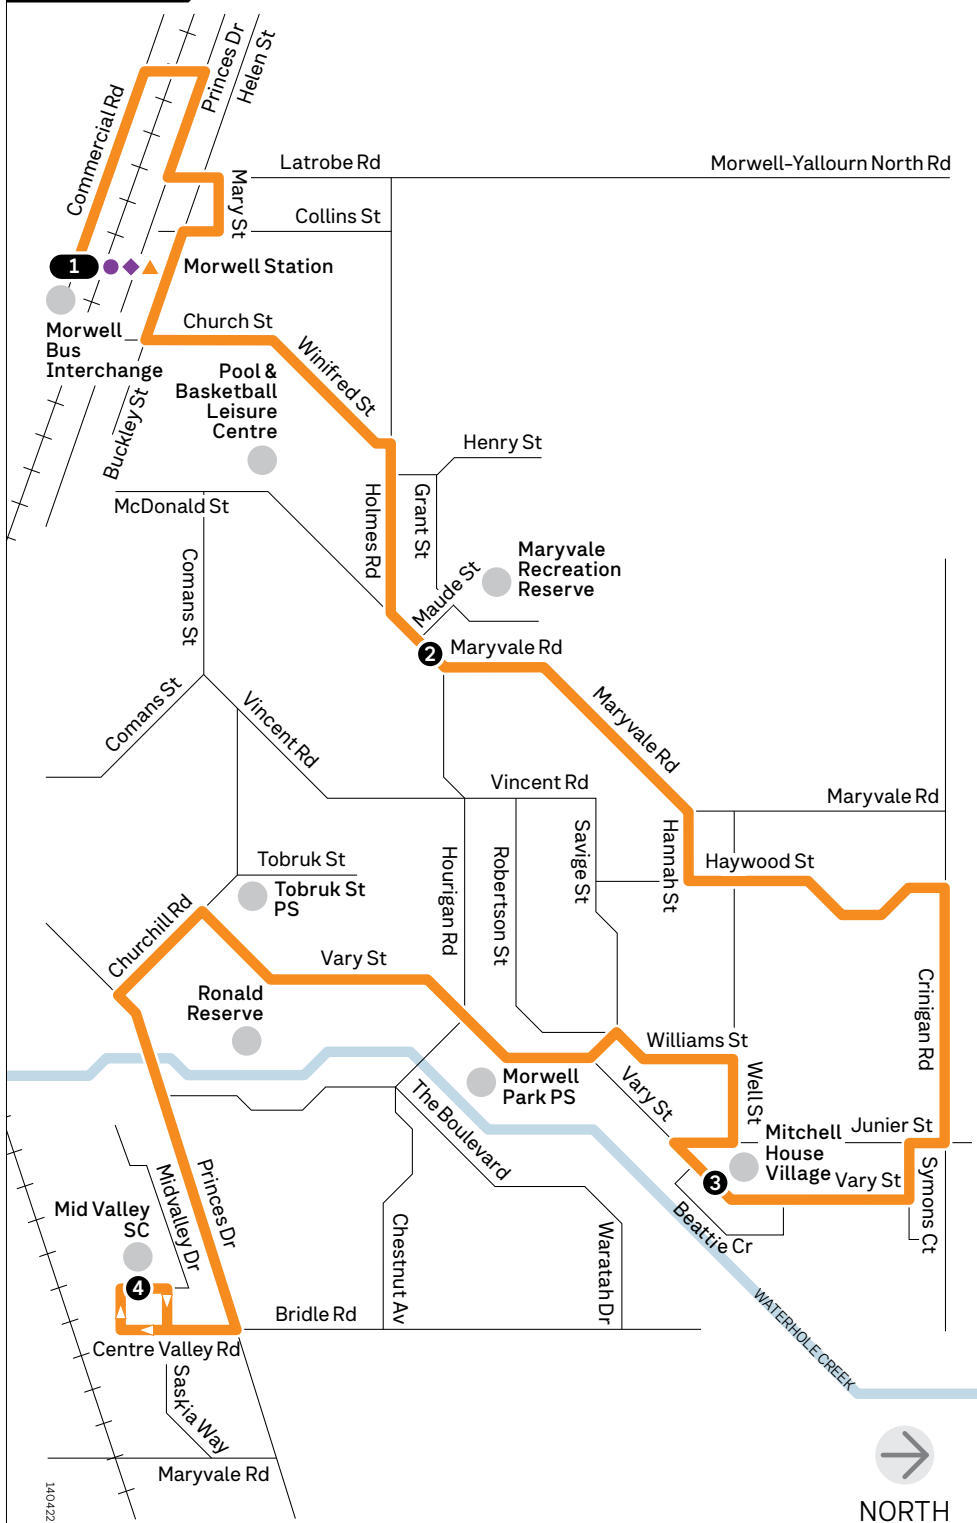 Princes Dr
Helen St
Commercial Rd
Latrobe Rd
Morwell–Yallourn North Rd
Mary St
Collins St
1
Morwell Station
Morwell
Bus
Interchange
Church St
Winifred St
Pool &
Basketball
Leisure
Centre
Buckley St
Henry St
McDonald St
Holmes Rd
Grant St
Maryvale
Recreation
Reserve
Comans St
Maude St
2
Maryvale Rd
Comans St
Vincent Rd
Maryvale Rd
Vincent Rd
Maryvale Rd
Hannah St
Savige St
Robertson St
Hourigan Rd
Haywood St
Tobruk St
Tobruk St
PS
Churchill Rd
Vary St
Ronald
Reserve
Crinigan Rd
Williams St
Well St
Vary St
Morwell
Park PS
The Boulevard
Junier St
Mitchell
House
Village
Vary St
Symons Ct
3
Beattie Cr
Princes Dr
Midvalley Dr
Mid Valley
SC
4
Chestnut Av
Waratah Dr
Bridle Rd
Centre Valley Rd
WATERHOLE CREEK
Saskia Way
Maryvale Rd
140422
NORTH